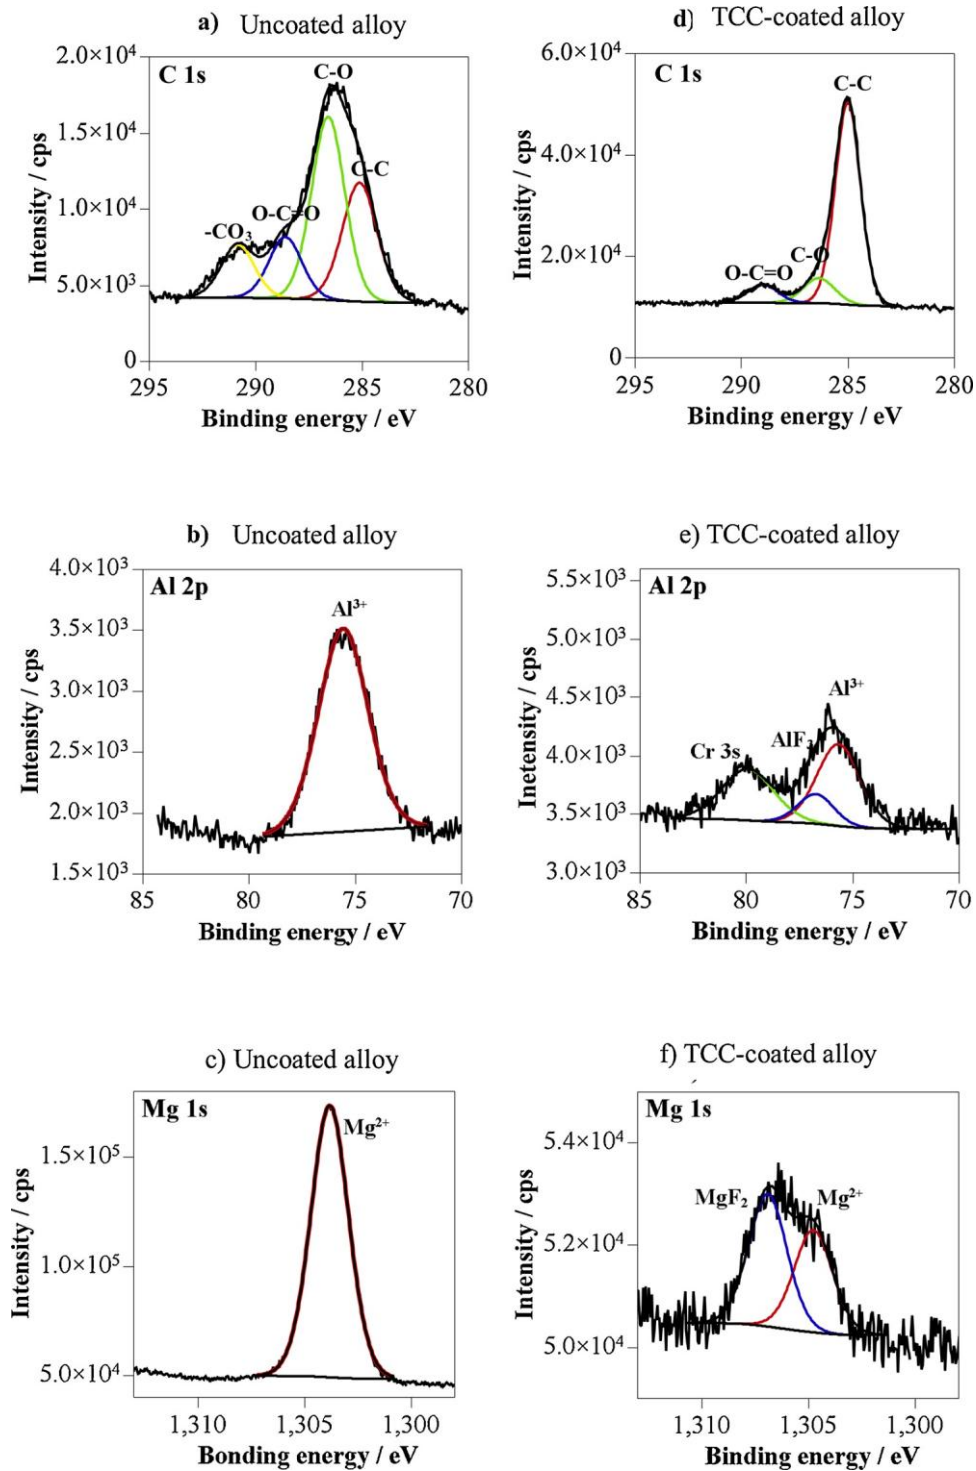 a) Uncoated alloy
2.0×10⁴
C 1s
C-O
1.5×10⁴
C-C
1.0×10⁴
O-C=O
-CO₃
5.0×10³
0
Intensity / cps
295 290 285 280
Binding energy / eV
d) TCC-coated alloy
6.0×10⁴
C 1s
C-C
4.0×10⁴
2.0×10⁴
C-O
O-C=O
0
Intensity / cps
295 290 285 280
Binding energy / eV
b) Uncoated alloy
4.0×10³
Al 2p
Al³⁺
3.5×10³
3.0×10³
2.5×10³
2.0×10³
1.5×10³
Intensity / cps
85 80 75 70
Binding energy / eV
e) TCC-coated alloy
5.5×10³
Al 2p
5.0×10³
4.5×10³
Al³⁺
AlF₃
Cr 3s
4.0×10³
3.5×10³
3.0×10³
Inetensity / cps
85 80 75 70
Binding energy / eV
c) Uncoated alloy
Mg 1s
Mg²⁺
1.5×10⁵
1.0×10⁵
5.0×10⁴
Intensity / cps
1,310 1,305 1,300
Bonding energy / eV
f) TCC-coated alloy
Mg 1s
5.4×10⁴
MgF₂
Mg²⁺
5.2×10⁴
5.0×10⁴
Intensity / cps
1,310 1,305 1,300
Binding energy / eV